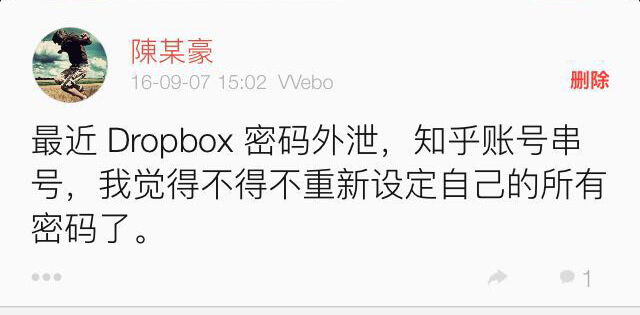 陳某豪
16-09-07 15:02 VVebo
删除
最近 Dropbox 密码外泄，知乎账号串
号，我觉得不得不重新设定自己的所有
密码了。
1